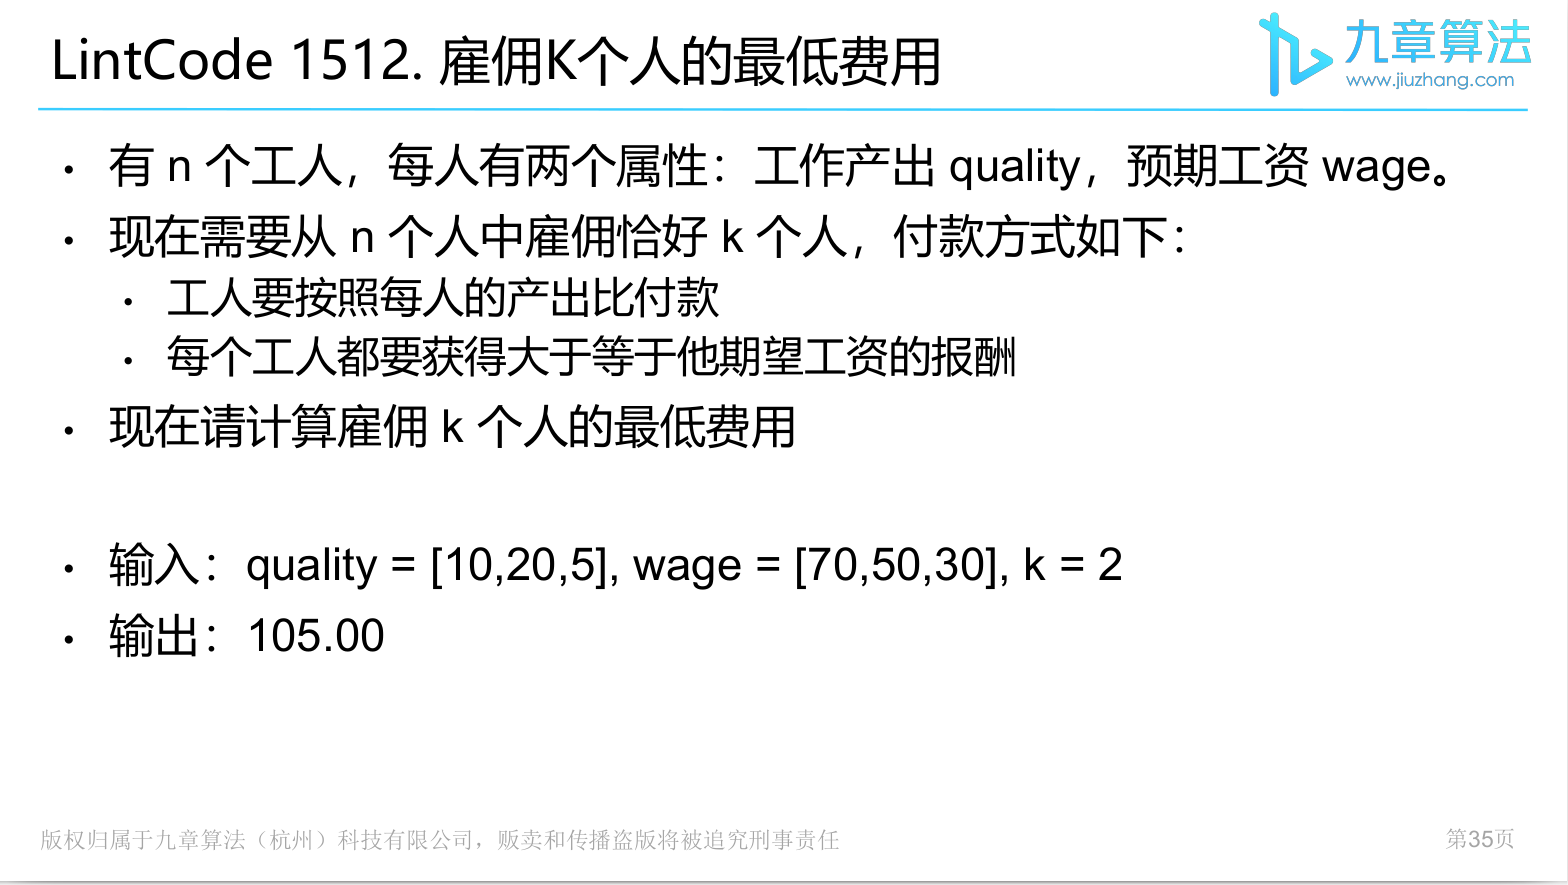 LintCode 1512. 雇佣K个人的最低费用
九章算法
www.jiuzhang.com
• 有 n 个工人，每人有两个属性：工作产出 quality，预期工资 wage。
• 现在需要从 n 个人中雇佣恰好 k 个人，付款方式如下：
• 工人要按照每人的产出比付款
• 每个工人都要获得大于等于他期望工资的报酬
• 现在请计算雇佣 k 个人的最低费用
• 输入：quality = [10,20,5], wage = [70,50,30], k = 2
• 输出：105.00
版权归属于九章算法（杭州）科技有限公司，贩卖和传播盗版将被追究刑事责任
第35页